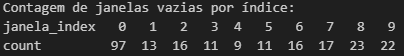 Contagem de janelas vazias por índice:
janela_index 0 1 2 3 4 5 6 7 8 9
count 97 13 16 11 9 11 16 17 23 22